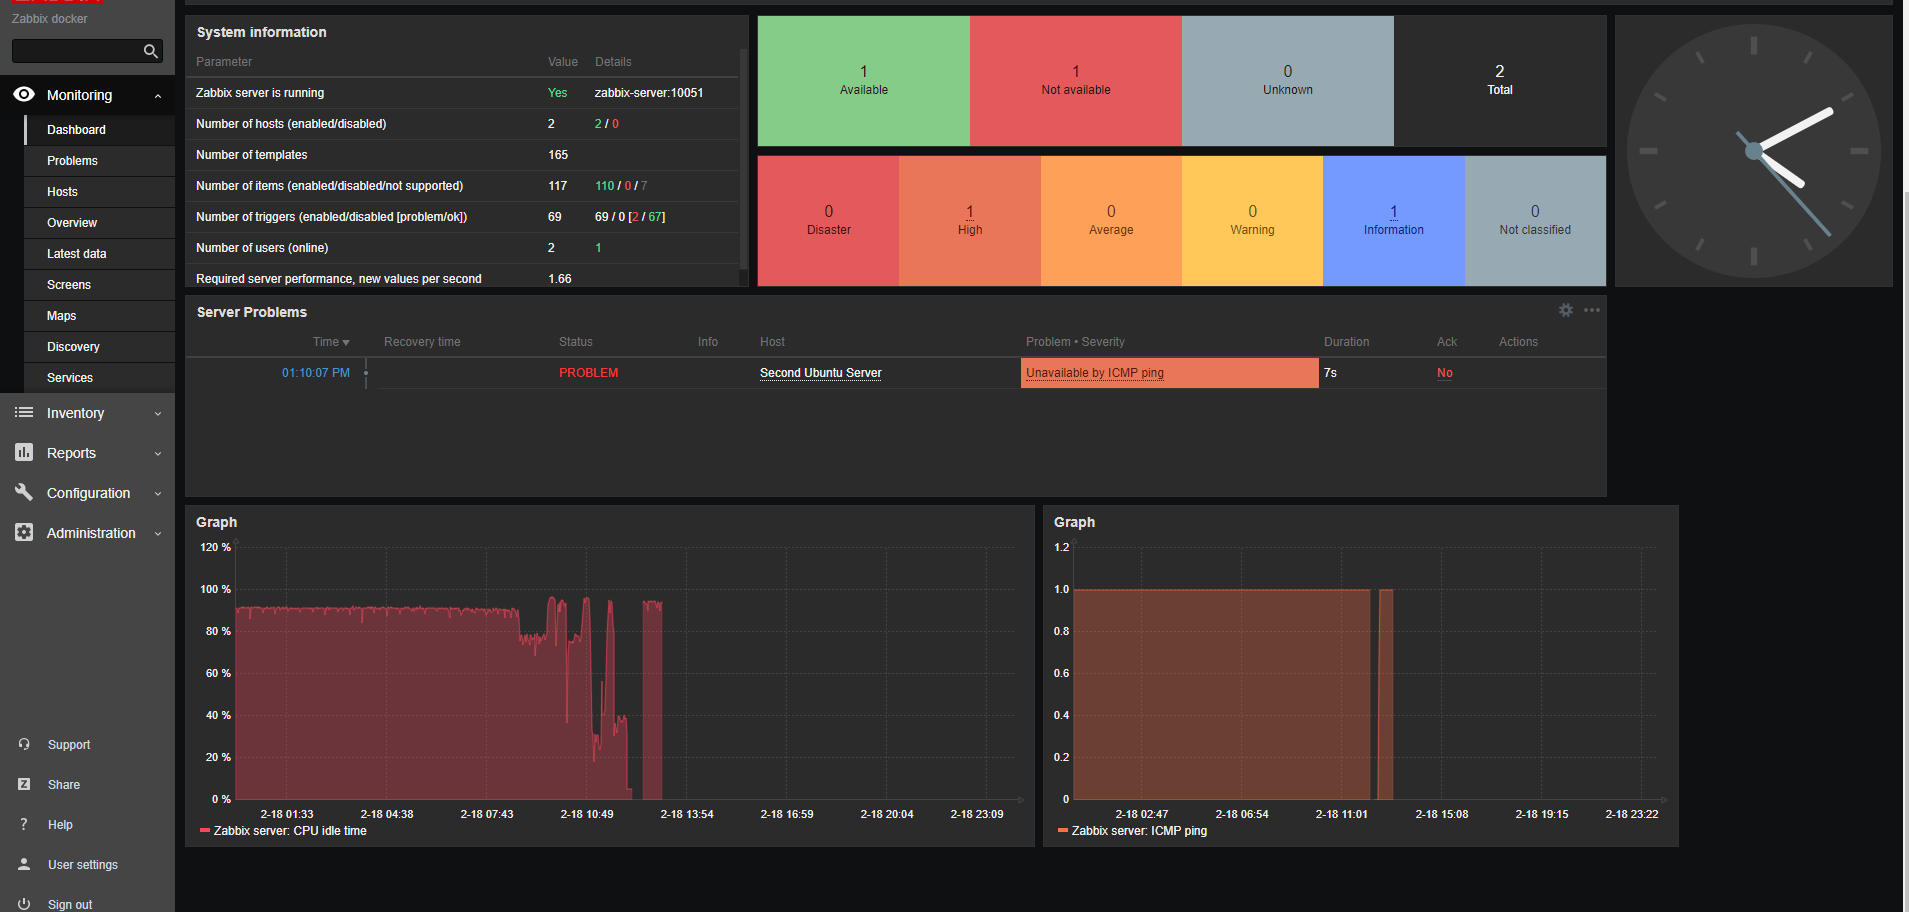 Zabbix docker
Monitoring
Dashboard
Problems
Hosts
Overview
Latest data
Screens
Maps
Discovery
Services
Inventory
Reports
Configuration
Administration
Support
Share
Help
User settings
Sign out
System information
Parameter Value Details
Zabbix server is running Yes zabbix-server:10051
Number of hosts (enabled/disabled) 2 2 / 0
Number of templates 165
Number of items (enabled/disabled/not supported) 117 110 / 0 / 7
Number of triggers (enabled/disabled [problem/ok]) 69 69 / 0 [2 / 67]
Number of users (online) 2 1
Required server performance, new values per second 1.66
1 1 0 2
Available Not available Unknown Total
0 1 0 0 1 0
Disaster High Average Warning Information Not classified
Server Problems
Time ▼ Recovery time Status Info Host Problem • Severity Duration Ack Actions
01:10:07 PM PROBLEM Second Ubuntu Server Unavailable by ICMP ping 7s No
Graph
120 %
100 %
80 %
60 %
40 %
20 %
0 %
2-18 01:33 2-18 04:38 2-18 07:43 2-18 10:49 2-18 13:54 2-18 16:59 2-18 20:04 2-18 23:09
Zabbix server: CPU idle time
Graph
1.2
1.0
0.8
0.6
0.4
0.2
0
2-18 02:47 2-18 06:54 2-18 11:01 2-18 15:08 2-18 19:15 2-18 23:22
Zabbix server: ICMP ping